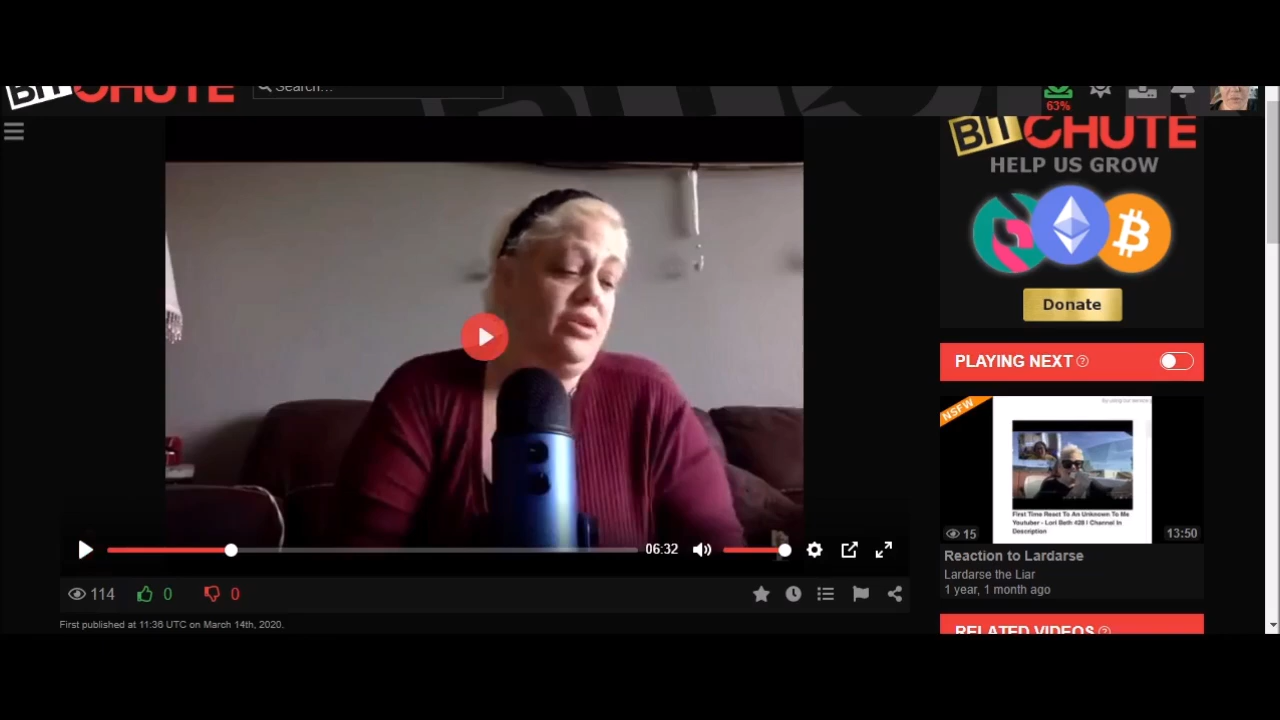 BITCHUTE
Search...
63%
BITCHUTE
HELP US GROW
Donate
PLAYING NEXT
NSFW
First Time React To An Unknown To Me
Youtuber - Lori Beth #28 I Channel In
Description
15
13:50
Reaction to Lardarse
Lardarse the Liar
1 year, 1 month ago
RELATED VIDEOS
06:32
114
0
0
First published at 11:36 UTC on March 14th, 2020.